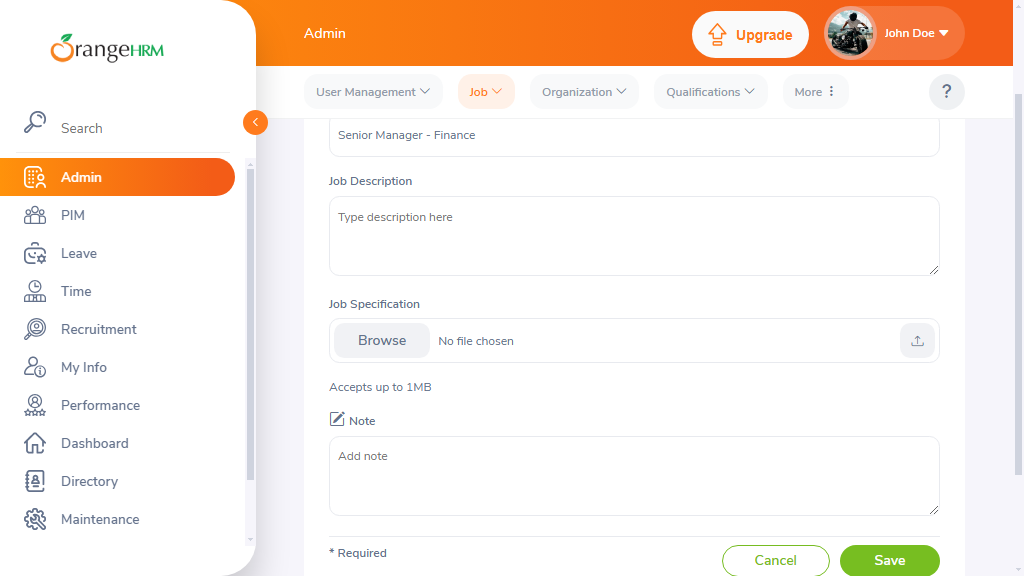 OrangeHRM
Search
Admin
PIM
Leave
Time
Recruitment
My Info
Performance
Dashboard
Directory
Maintenance
Admin
Upgrade
John Doe
User Management
Job
Organization
Qualifications
More
?
Senior Manager - Finance
Job Description
Type description here
Job Specification
Browse
No file chosen
Accepts up to 1MB
Note
Add note
* Required
Cancel
Save